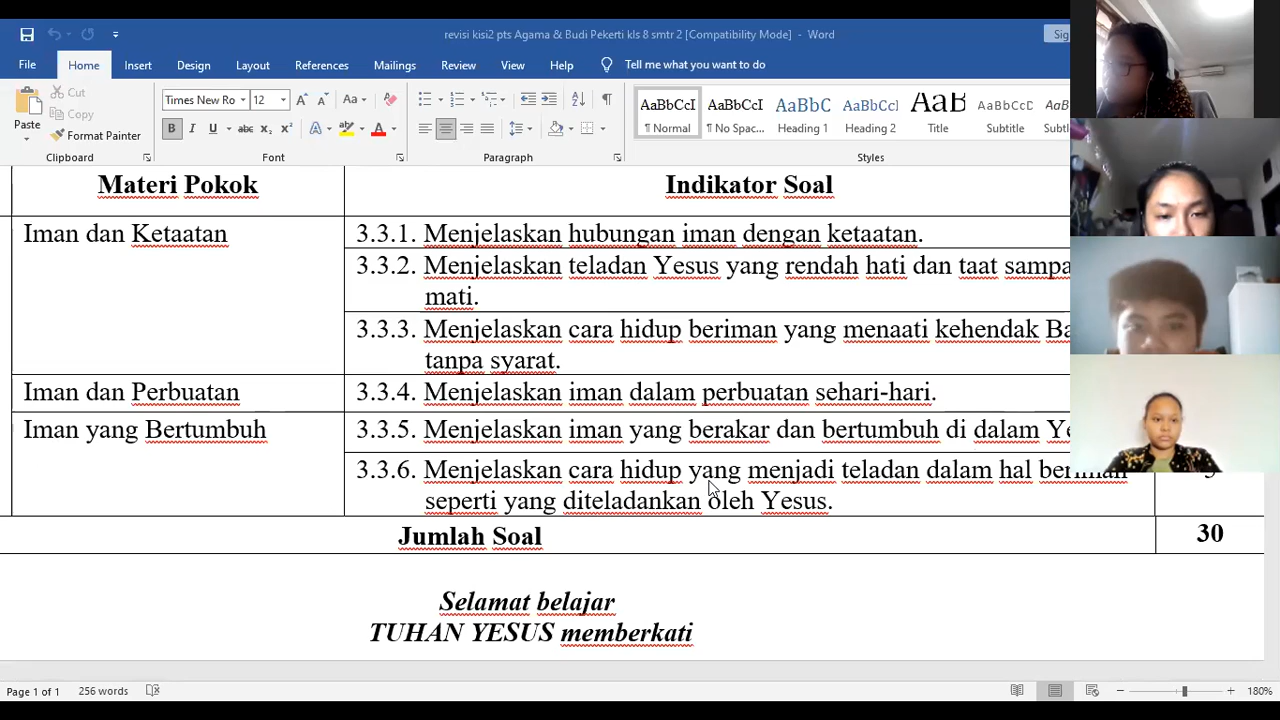 revisi kisi2 pts Agama & Budi Pekerti kls 8 smtr 2 [Compatibility Mode] - Word
File Home Insert Design Layout References Mailings Review View Help Tell me what you want to do
Paste Cut Copy Format Painter
Times New Ro 12
AaBbCcI AaBbCcI AaBbC AaBbCcI AaB AaBbCcI
¶ Normal ¶ No Spac... Heading 1 Heading 2 Title Subtitle
Clipboard Font Paragraph Styles
Materi Pokok Indikator Soal
Iman dan Ketaatan 3.3.1. Menjelaskan hubungan iman dengan ketaatan.
3.3.2. Menjelaskan teladan Yesus yang rendah hati dan taat
mati.
3.3.3. Menjelaskan cara hidup beriman yang menaati kehendak
tanpa syarat.
Iman dan Perbuatan 3.3.4. Menjelaskan iman dalam perbuatan sehari-hari.
Iman yang Bertumbuh 3.3.5. Menjelaskan iman yang berakar dan bertumbuh di dalam
3.3.6. Menjelaskan cara hidup yang menjadi teladan dalam hal beriman
seperti yang diteladankan oleh Yesus.
Jumlah Soal 30
Selamat belajar
TUHAN YESUS memberkati
Page 1 of 1 256 words 180%